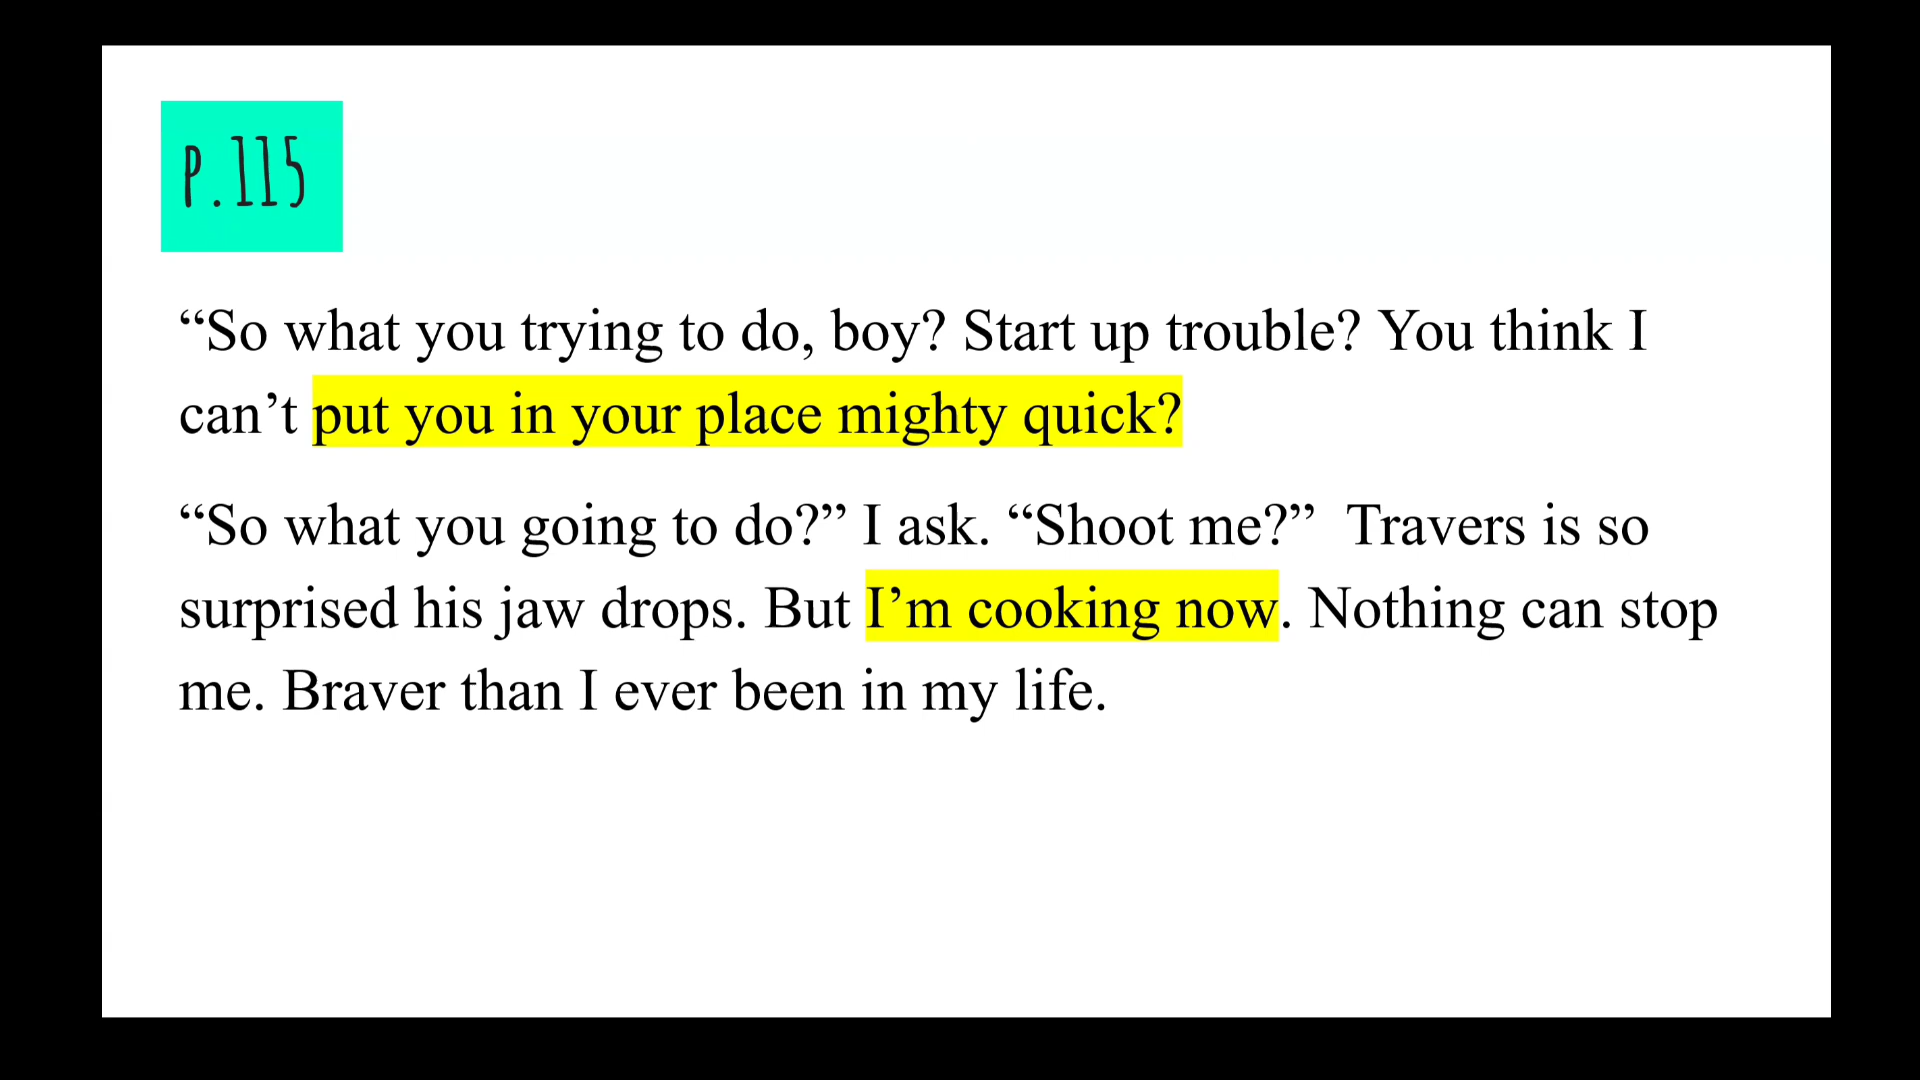 P.115
“So what you trying to do, boy? Start up trouble? You think I
can’t put you in your place mighty quick?
“So what you going to do?” I ask. “Shoot me?”  Travers is so
surprised his jaw drops. But I’m cooking now. Nothing can stop
me. Braver than I ever been in my life.